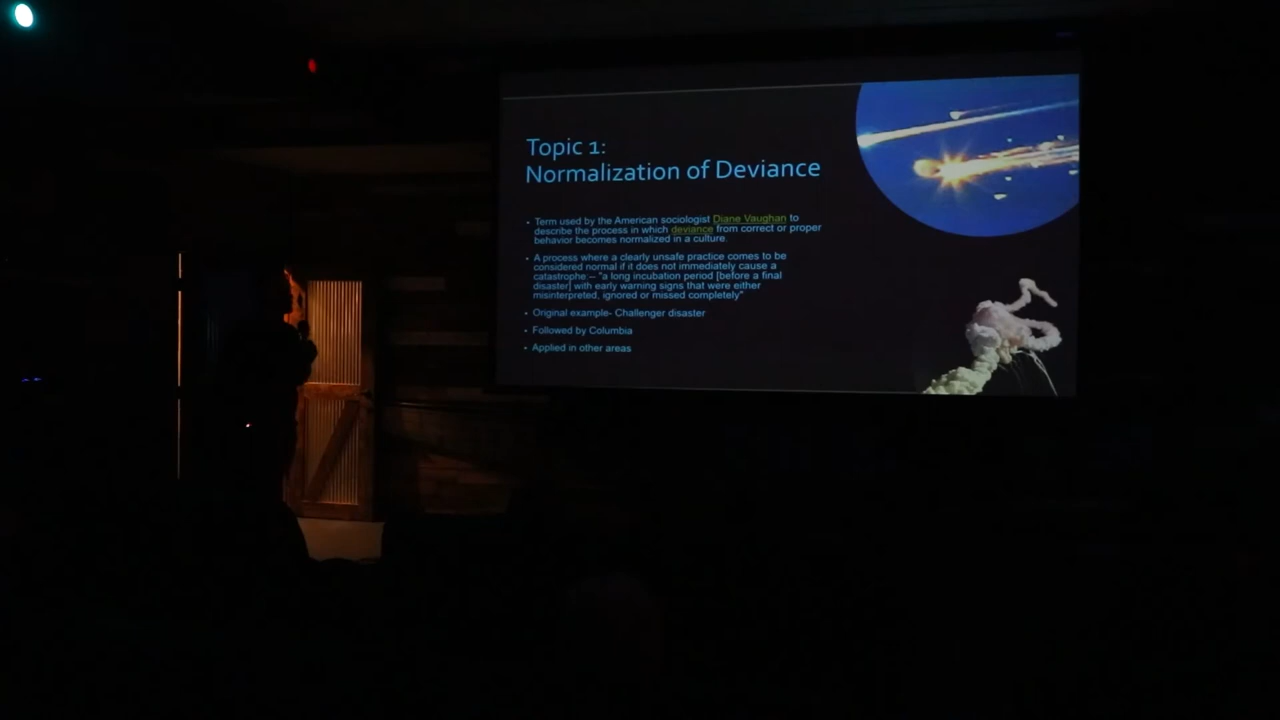 Topic 1:
Normalization of Deviance
• Term used by the American sociologist Diane Vaughan to
describe the process in which deviance from correct or proper
behavior becomes normalized in a culture.
• A process where a clearly unsafe practice comes to be
considered normal if it does not immediately cause a
catastrophe – "a long incubation period [before a final
disaster] with early warning signs that were either
misinterpreted, ignored or missed completely"
• Original example- Challenger disaster
• Followed by Columbia
• Applied in other areas